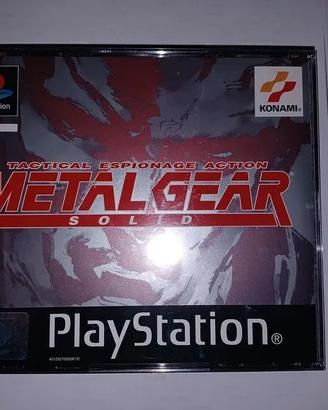 KONAMI®
TACTICAL ESPIONAGE ACTION
METAL GEAR
SOLID
PlayStation®